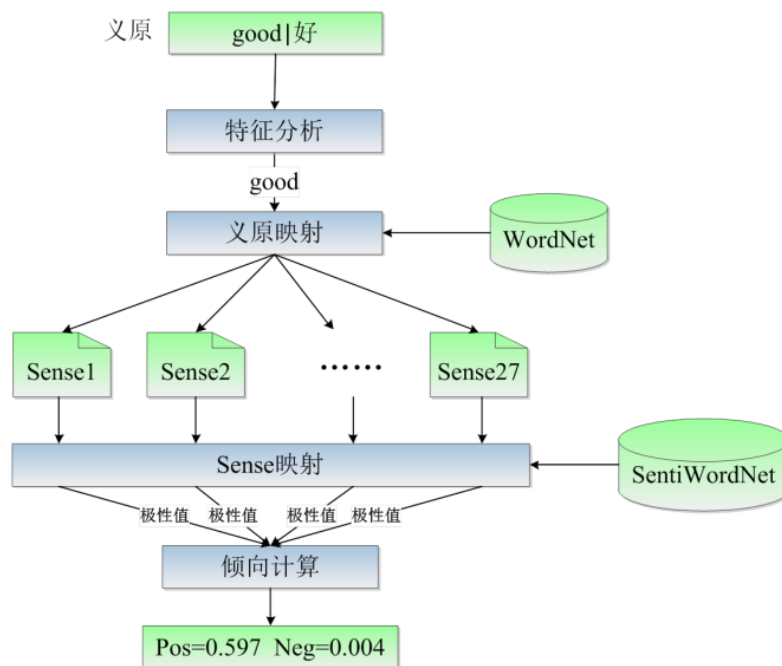 义原
good|好
特征分析
good
义原映射
WordNet
Sense1
Sense2
······
Sense27
Sense映射
SentiWordNet
极性值
极性值
极性值
极性值
倾向计算
Pos=0.597 Neg=0.004